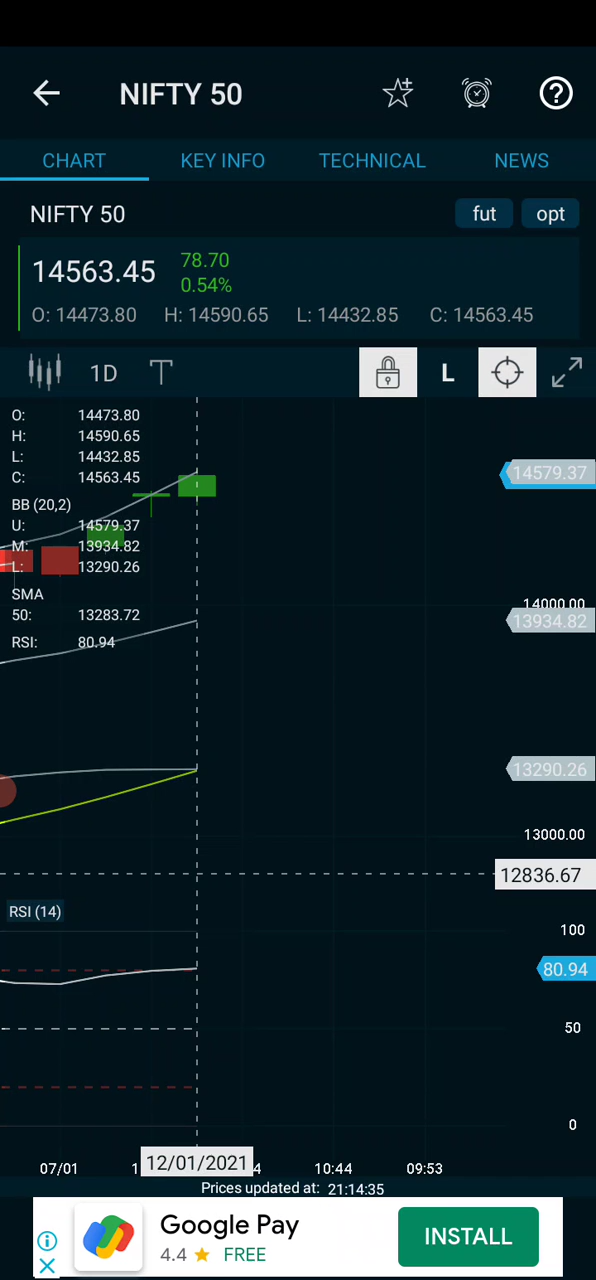 NIFTY 50
CHART KEY INFO TECHNICAL NEWS
NIFTY 50 fut opt
14563.45 78.70
0.54%
O: 14473.80 H: 14590.65 L: 14432.85 C: 14563.45
1D T L
O: 14473.80
H: 14590.65
L: 14432.85
C: 14563.45
14579.37
BB (20,2)
U: 14579.37
M: 13934.82
L: 13290.26
SMA
50: 13283.72
RSI: 80.94
14000.00
13934.82
13290.26
13000.00
12836.67
RSI (14)
100
80.94
50
0
07/01 1 12/01/2021 4 10:44 09:53
Prices updated at: 21:14:35
Google Pay
4.4 FREE
INSTALL